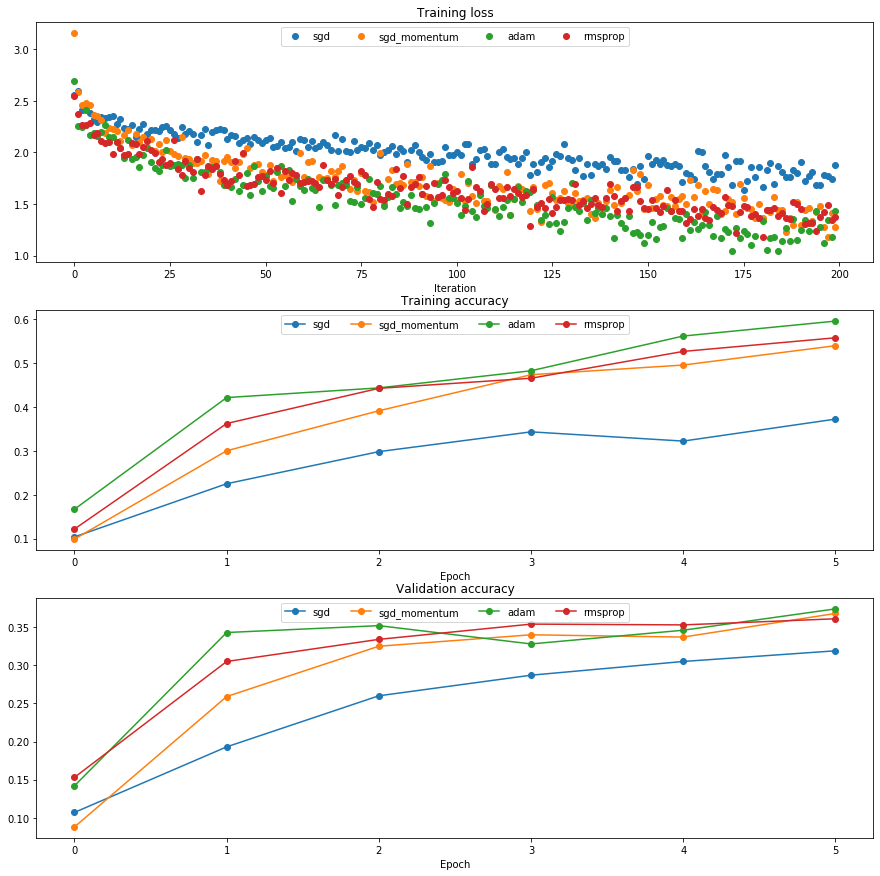 Training loss
sgd sgd_momentum adam rmsprop
3.0
2.5
2.0
1.5
1.0
0 25 50 75 100 125 150 175 200
Iteration
Training accuracy
sgd sgd_momentum adam rmsprop
0.6
0.5
0.4
0.3
0.2
0.1
0 1 2 3 4 5
Epoch
Validation accuracy
sgd sgd_momentum adam rmsprop
0.35
0.30
0.25
0.20
0.15
0.10
0 1 2 3 4 5
Epoch